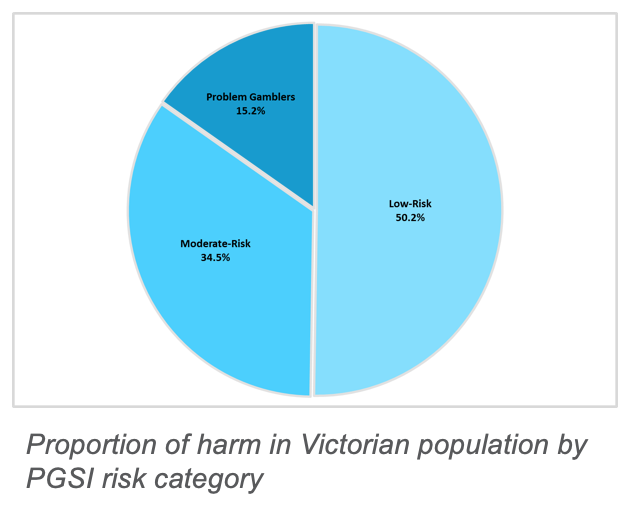 Problem Gamblers
15.2%
Low-Risk
50.2%
Moderate-Risk
34.5%
Proportion of harm in Victorian population by
PGSI risk category